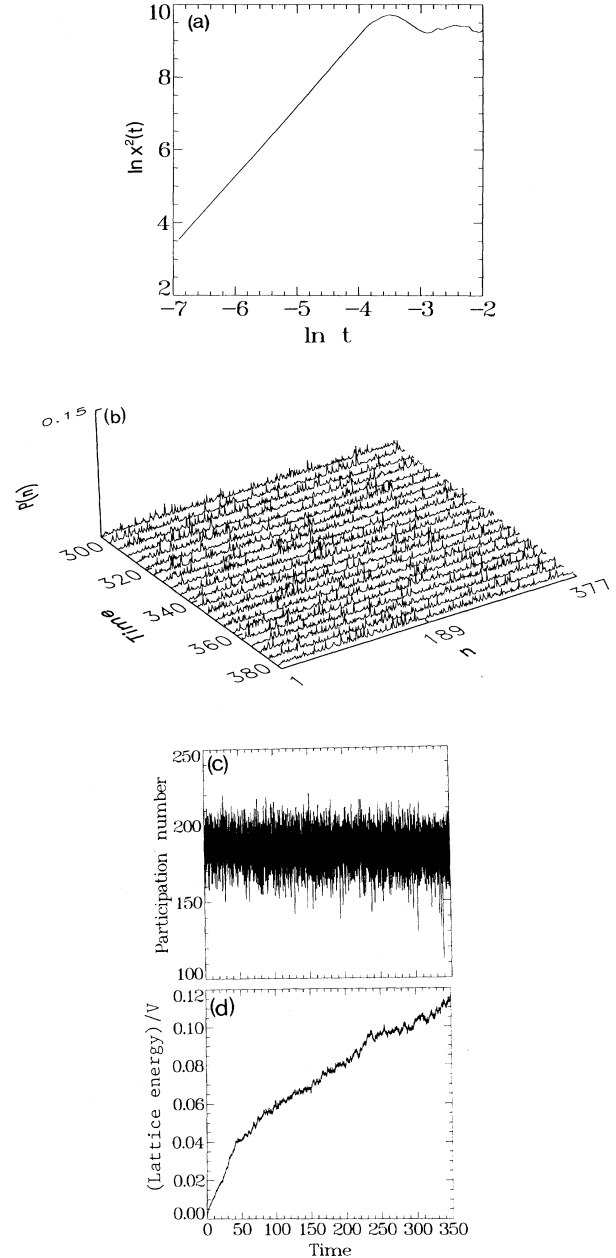 (a)
10
8
6
4
2
ln x²(t)
−7 −6 −5 −4 −3 −2
ln t
(b)
0.15
P(n)
300
320
340
360
380
Time
1
189
377
n
(c)
250
200
150
100
Participation number
(d)
0.12
0.10
0.08
0.06
0.04
0.02
0.00
(Lattice energy)/V
0 50 100 150 200 250 300 350
Time